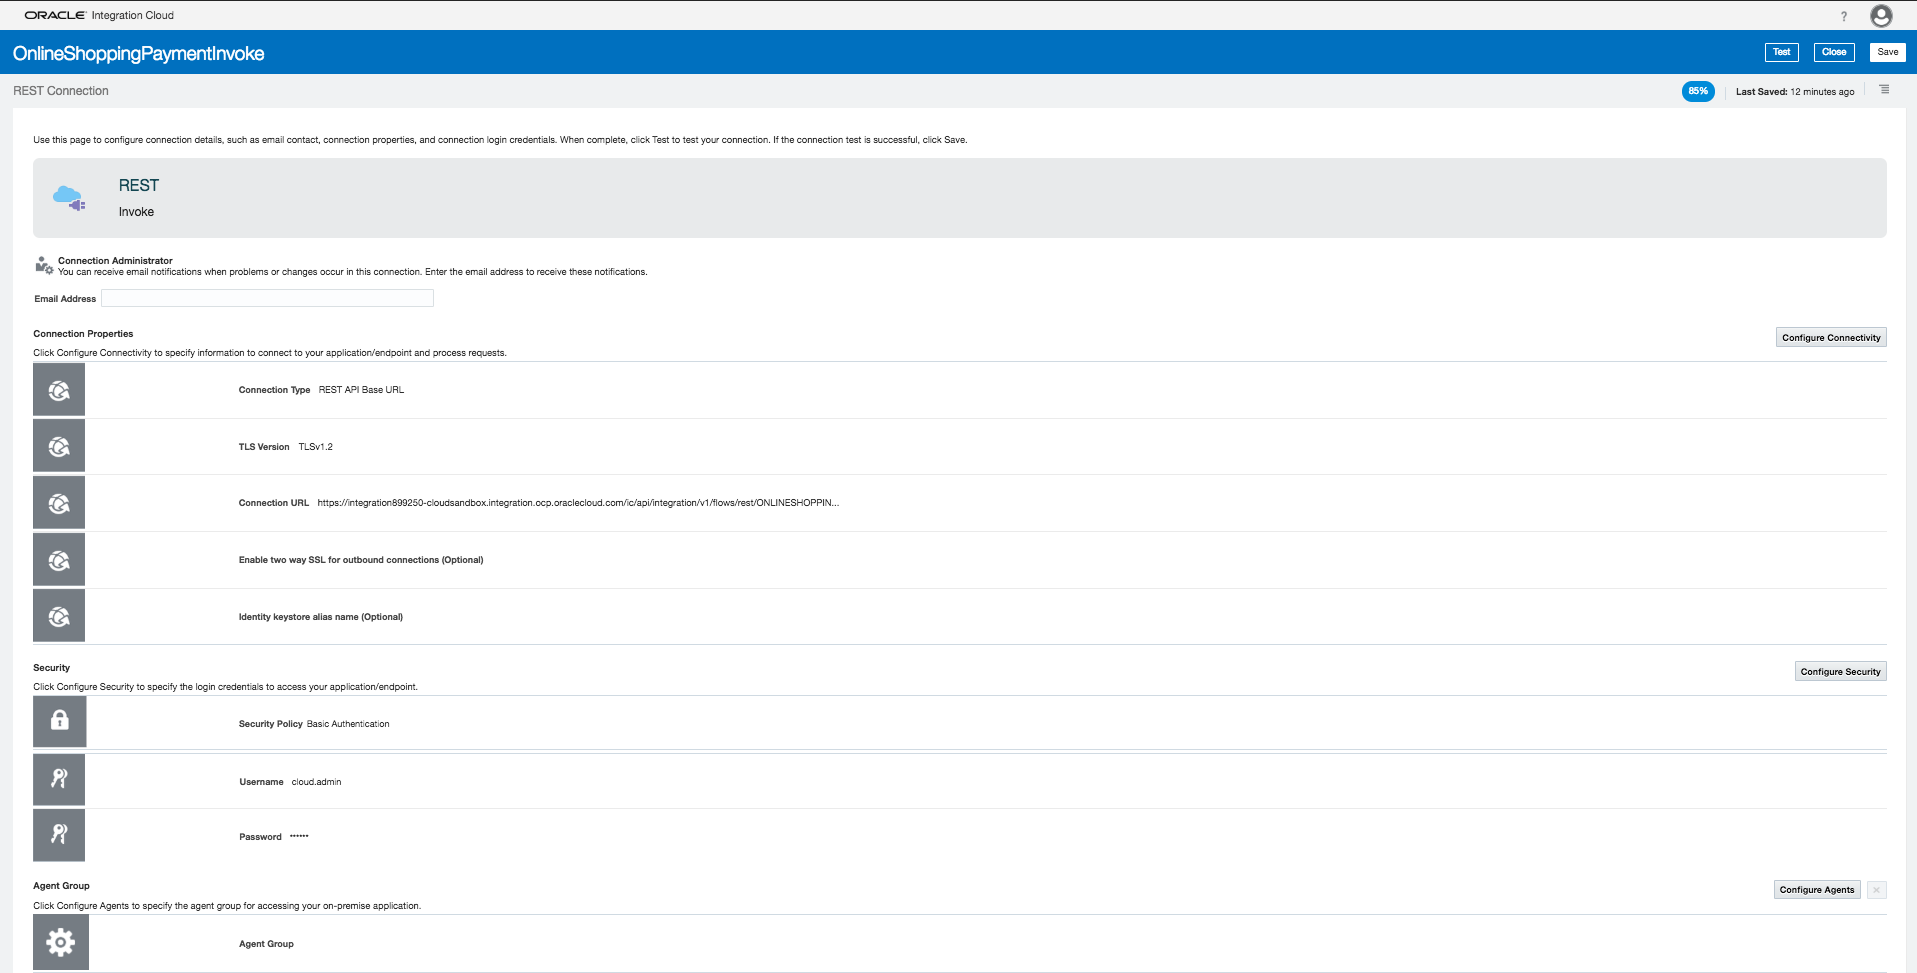 ORACLE Integration Cloud
?
OnlineShoppingPaymentInvoke
Test
Close
Save
REST Connection
85%
Last Saved: 12 minutes ago
Use this page to configure connection details, such as email contact, connection properties, and connection login credentials. When complete, click Test to test your connection. If the connection test is successful, click Save.
REST
Invoke
Connection Administrator
You can receive email notifications when problems or changes occur in this connection. Enter the email address to receive these notifications.
Email Address
Connection Properties
Configure Connectivity
Click Configure Connectivity to specify information to connect to your application/endpoint and process requests.
Connection Type REST API Base URL
TLS Version TLSv1.2
Connection URL https://integration899250-cloudsandbox.integration.ocp.oraclecloud.com/ic/api/integration/v1/flows/rest/ONLINESHOPPIN...
Enable two way SSL for outbound connections (Optional)
Identity keystore alias name (Optional)
Security
Configure Security
Click Configure Security to specify the login credentials to access your application/endpoint.
Security Policy Basic Authentication
Username cloud.admin
Password ••••••
Agent Group
Configure Agents
Click Configure Agents to specify the agent group for accessing your on-premise application.
Agent Group